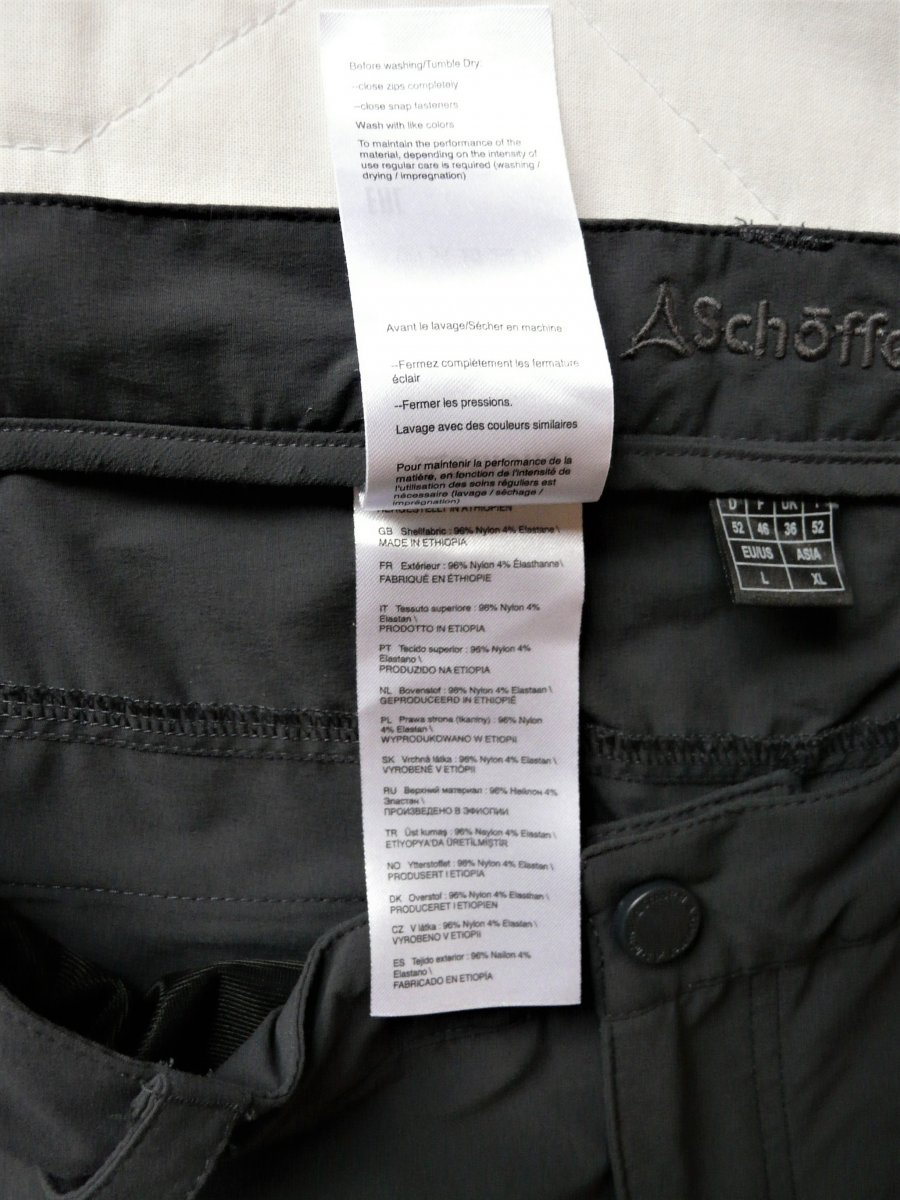 Before washing/Tumble Dry:
--close zips completely
--close snap fasteners
Wash with like colors
To maintain the performance of the
material, depending on the intensity of
use regular care is required (washing /
drying / impregnation)
Avant le lavage/Sécher en machine
--Fermez complètement les fermeture
éclair
--Fermer les pressions.
Lavage avec des couleurs similaires
Pour maintenir la performance de la
matière, en fonction de l'intensité de
l'utilisation des soins réguliers est
nécessaire (lavage / séchage /
imprégnation)
Schöffe
HERGESTELLT IN ÄTHIOPIEN
GB Shellfabric : 96% Nylon 4% Elastane\
MADE IN ETHIOPIA
FR Extérieur : 96% Nylon 4% Élasthanne\
FABRIQUÉ EN ÉTHIOPIE
IT Tessuto superiore : 96% Nylon 4%
Elastan \
PRODOTTO IN ETIOPIA
PT Tecido superior : 96% Nylon 4%
Elastano \
PRODUZIDO NA ETIOPIA
NL Bovenstof : 96% Nylon 4% Elastaan \
GEPRODUCEERD IN ETHIOPIË
PL Prawa strona (tkaniny) : 96% Nylon
4% Elastan \
WYPRODUKOWANO W ETIOPII
SK Vrchná látka : 96% Nylon 4% Elastan \
VYROBENÉ V ETIÓPII
RU Верхний материал : 96% Нейлон 4%
Эластан \
ПРОИЗВЕДЕНО В ЭФИОПИИ
TR Üst kumaş : 96% Naylon 4% Elastan \
ETİYOPYA'DA ÜRETİLMİŞTİR
NO Ytterstoffet : 96% Nylon 4% Elastan \
PRODUSERT I ETIOPIA
DK Overstof : 96% Nylon 4% Elasthan \
PRODUCERET I ETIOPIEN
CZ V látka : 96% Nylon 4% Elastan \
VYROBENO V ETIOPII
ES Tejido exterior : 96% Nailon 4%
Elastano \
FABRICADO EN ETIOPÍA
D F UK I
52 46 36 52
EU/US ASIA
L XL